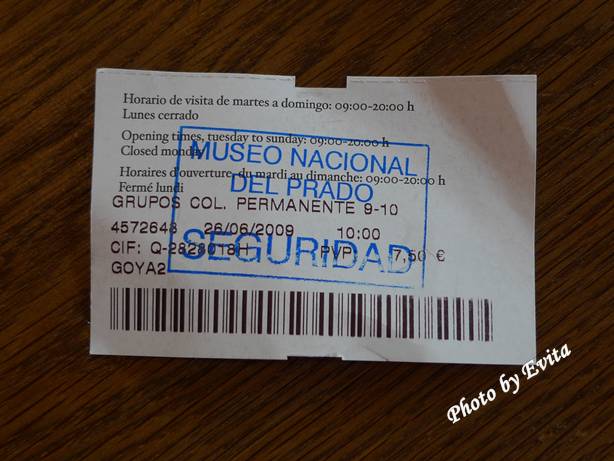 Horario de visita de martes a domingo: 09:00-20:00 h
Lunes cerrado
Opening times, tuesday to sunday: 09:00-20:00 h
Closed monday
Horaires d'ouverture, du mardi au dimanche: 09:00-20:00 h
Fermé lundi
MUSEO NACIONAL
DEL PRADO
SEGURIDAD
GRUPOS COL. PERMANENTE 9-10
4572648 26/06/2009 10:00
CIF: Q-2828018H PVP 7,50 €
GOYA2
Photo by Evita